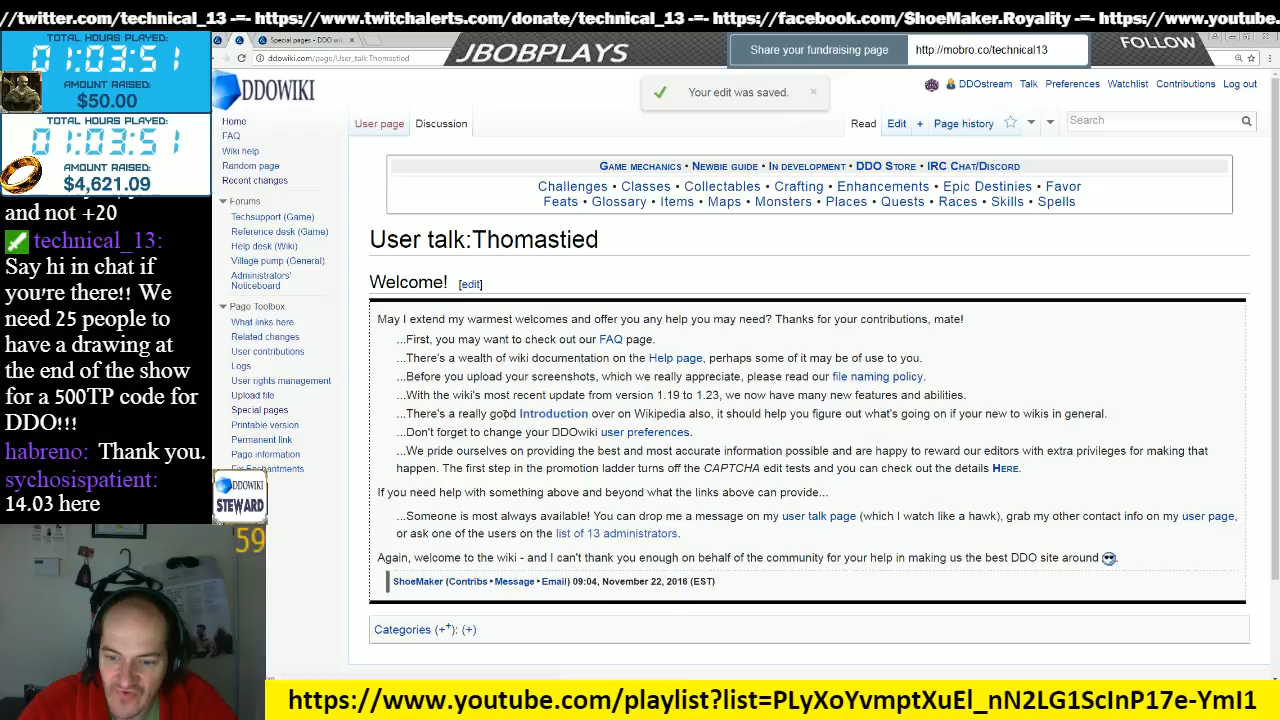 /twitter.com/technical_13 -=- https://www.twitchalerts.com/donate/technical_13 -=- https://facebook.com/ShoeMaker.Royality -=- https://www.youtube.
TOTAL HOURS PLAYED:
01:03:51
AMOUNT RAISED:
$50.00
TOTAL HOURS PLAYED:
01:03:51
AMOUNT RAISED:
$4,621.09
and not +20
technical_13:
Say hi in chat if
you're there!! We
need 25 people to
have a drawing at
the end of the show
for a 500TP code for
DDO!!!
habreno: Thank you.
sychosispatient:
14.03 here
Special pages - DDO wi
ddowiki.com/page/User_talk:Thomastied
JBOBPLAYS
Share your fundraising page
http://mobro.co/technical13
FOLLOW
DDOWIKI
Your edit was saved.
DDOstream Talk Preferences Watchlist Contributions Log out
User page Discussion
Read Edit + Page history
Search
Home
FAQ
Wiki help
Random page
Recent changes
Forums
Techsupport (Game)
Reference desk (Game)
Help desk (Wiki)
Village pump (General)
Administrators'
Noticeboard
Page Toolbox
What links here
Related changes
User contributions
Logs
User rights management
Upload file
Special pages
Printable version
Permanent link
Page information
Fix Enchantments
DDOWIKI
STEWARD
59
Game mechanics • Newbie guide • In development • DDO Store • IRC Chat/Discord
Challenges • Classes • Collectables • Crafting • Enhancements • Epic Destinies • Favor
Feats • Glossary • Items • Maps • Monsters • Places • Quests • Races • Skills • Spells
User talk:Thomastied
Welcome! [edit]
May I extend my warmest welcomes and offer you any help you may need? Thanks for your contributions, mate!
...First, you may want to check out our FAQ page.
...There's a wealth of wiki documentation on the Help page, perhaps some of it may be of use to you.
...Before you upload your screenshots, which we really appreciate, please read our file naming policy.
...With the wiki's most recent update from version 1.19 to 1.23, we now have many new features and abilities.
...There's a really good Introduction over on Wikipedia also, it should help you figure out what's going on if your new to wikis in general.
...Don't forget to change your DDOwiki user preferences.
...We pride ourselves on providing the best and most accurate information possible and are happy to reward our editors with extra privileges for making that
happen. The first step in the promotion ladder turns off the CAPTCHA edit tests and you can check out the details Here.
If you need help with something above and beyond what the links above can provide...
...Someone is most always available! You can drop me a message on my user talk page (which I watch like a hawk), grab my other contact info on my user page,
or ask one of the users on the list of 13 administrators.
Again, welcome to the wiki - and I can't thank you enough on behalf of the community for your help in making us the best DDO site around
ShoeMaker (Contribs • Message • Email) 09:04, November 22, 2016 (EST)
Categories (++): (+)
https://www.youtube.com/playlist?list=PLyXoYvmptXuEl_nN2LG1ScInP17e-YmI1